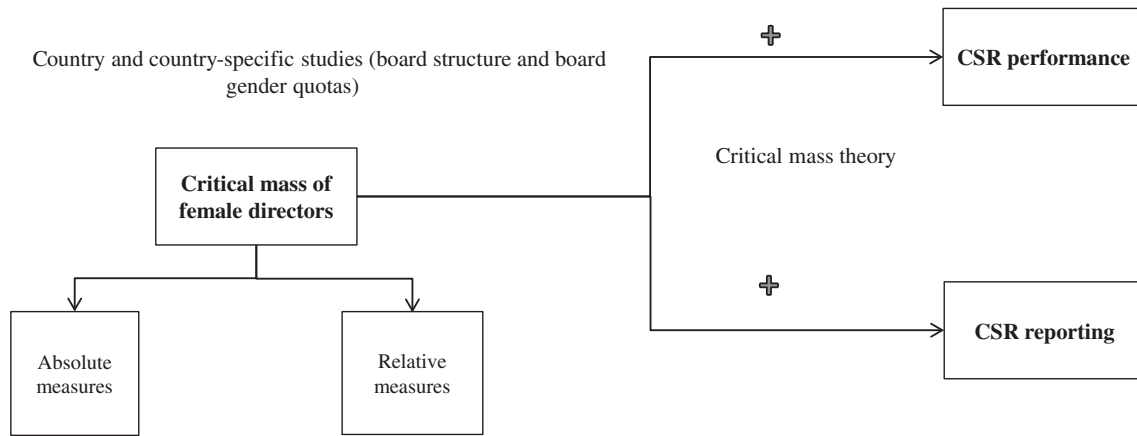 Country and country-specific studies (board structure and board
gender quotas)
CSR performance
Critical mass theory
Critical mass of
female directors
CSR reporting
Absolute
measures
Relative
measures